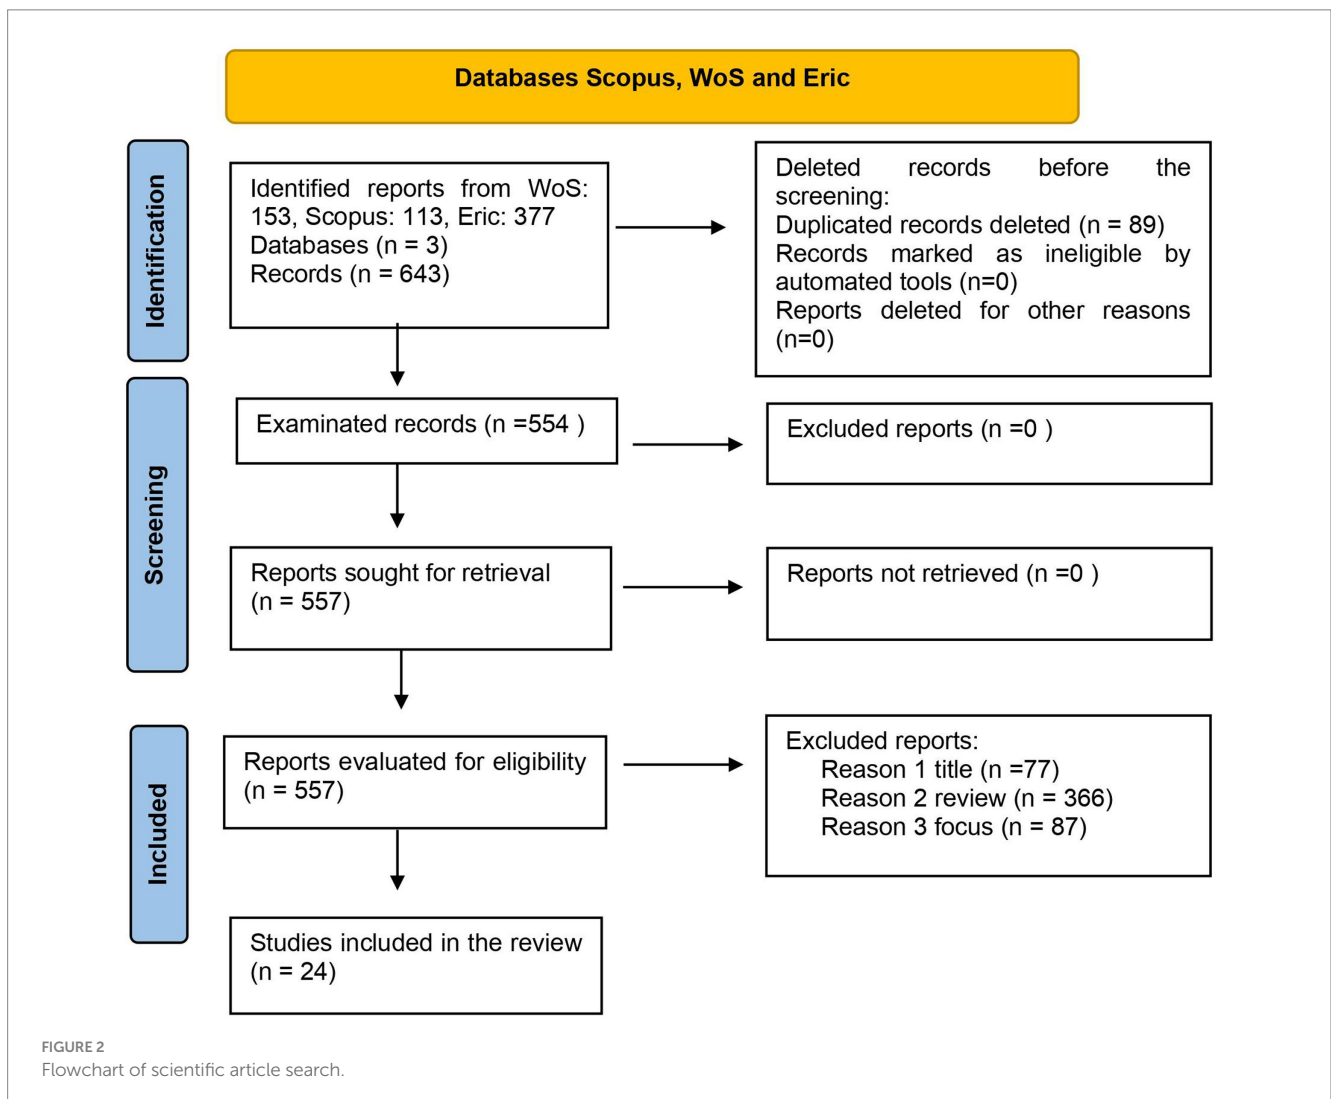 Databases Scopus, WoS and Eric
Identification
Identified reports from WoS:
153, Scopus: 113, Eric: 377
Databases (n = 3)
Records (n = 643)
Deleted records before the
screening:
Duplicated records deleted (n = 89)
Records marked as ineligible by
automated tools (n=0)
Reports deleted for other reasons
(n=0)
Screening
Examinated records (n =554 )
Excluded reports (n =0 )
Reports sought for retrieval
(n = 557)
Reports not retrieved (n =0 )
Included
Reports evaluated for eligibility
(n = 557)
Excluded reports:
Reason 1 title (n =77)
Reason 2 review (n = 366)
Reason 3 focus (n = 87)
Studies included in the review
(n = 24)
FIGURE 2
Flowchart of scientific article search.